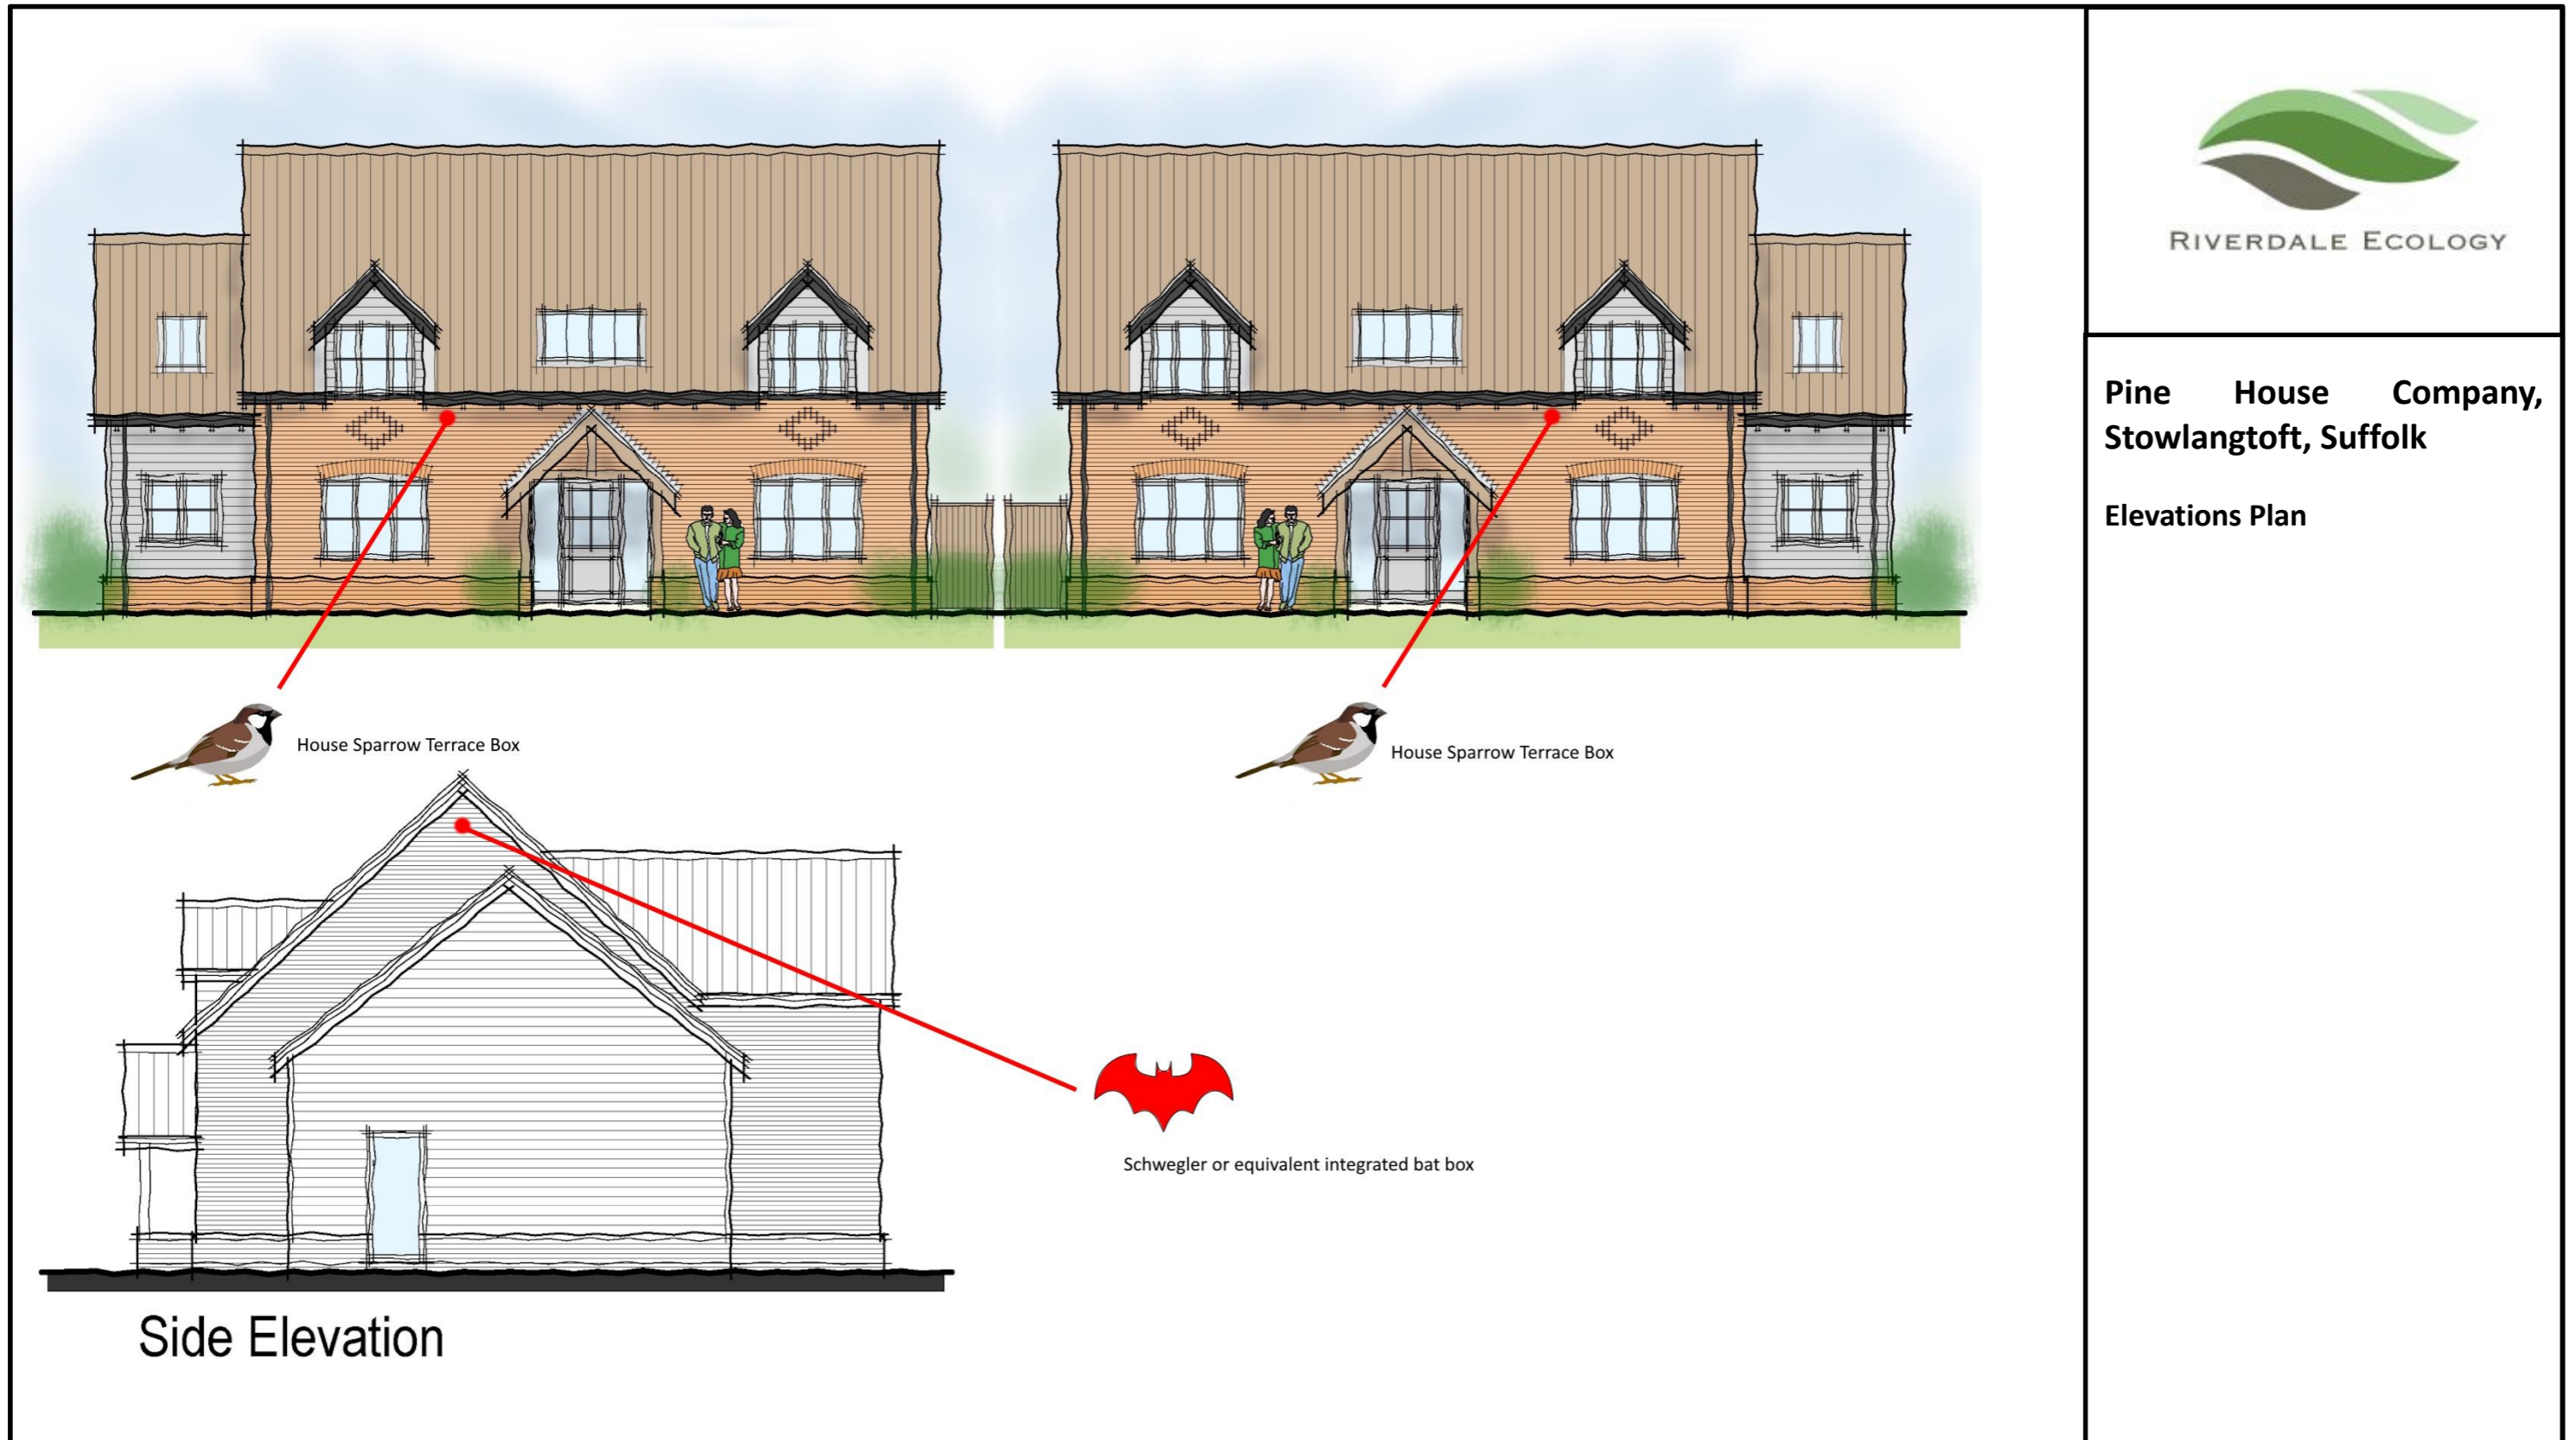 RIVERDALE ECOLOGY
Pine House Company,
Stowlangtoft, Suffolk
Elevations Plan
House Sparrow Terrace Box
House Sparrow Terrace Box
Schwegler or equivalent integrated bat box
Side Elevation